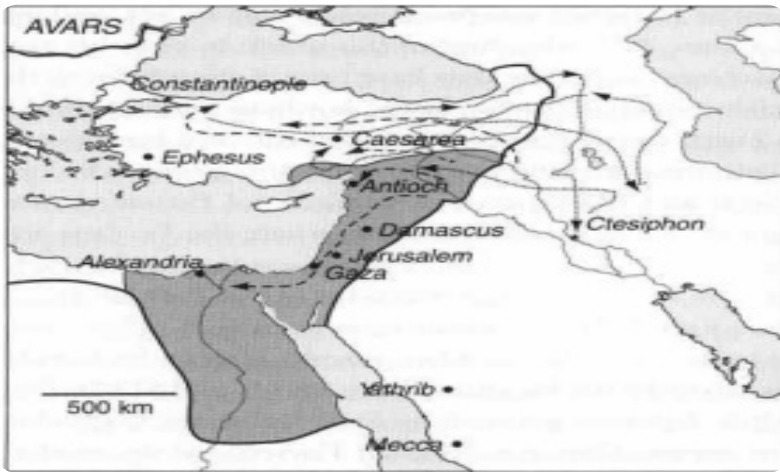 AVARS
Constantinople
Caesarea
Ephesus
Antioch
Ctesiphon
Damascus
Jerusalem
Alexandria
Gaza
Yathrib
500 km
Mecca